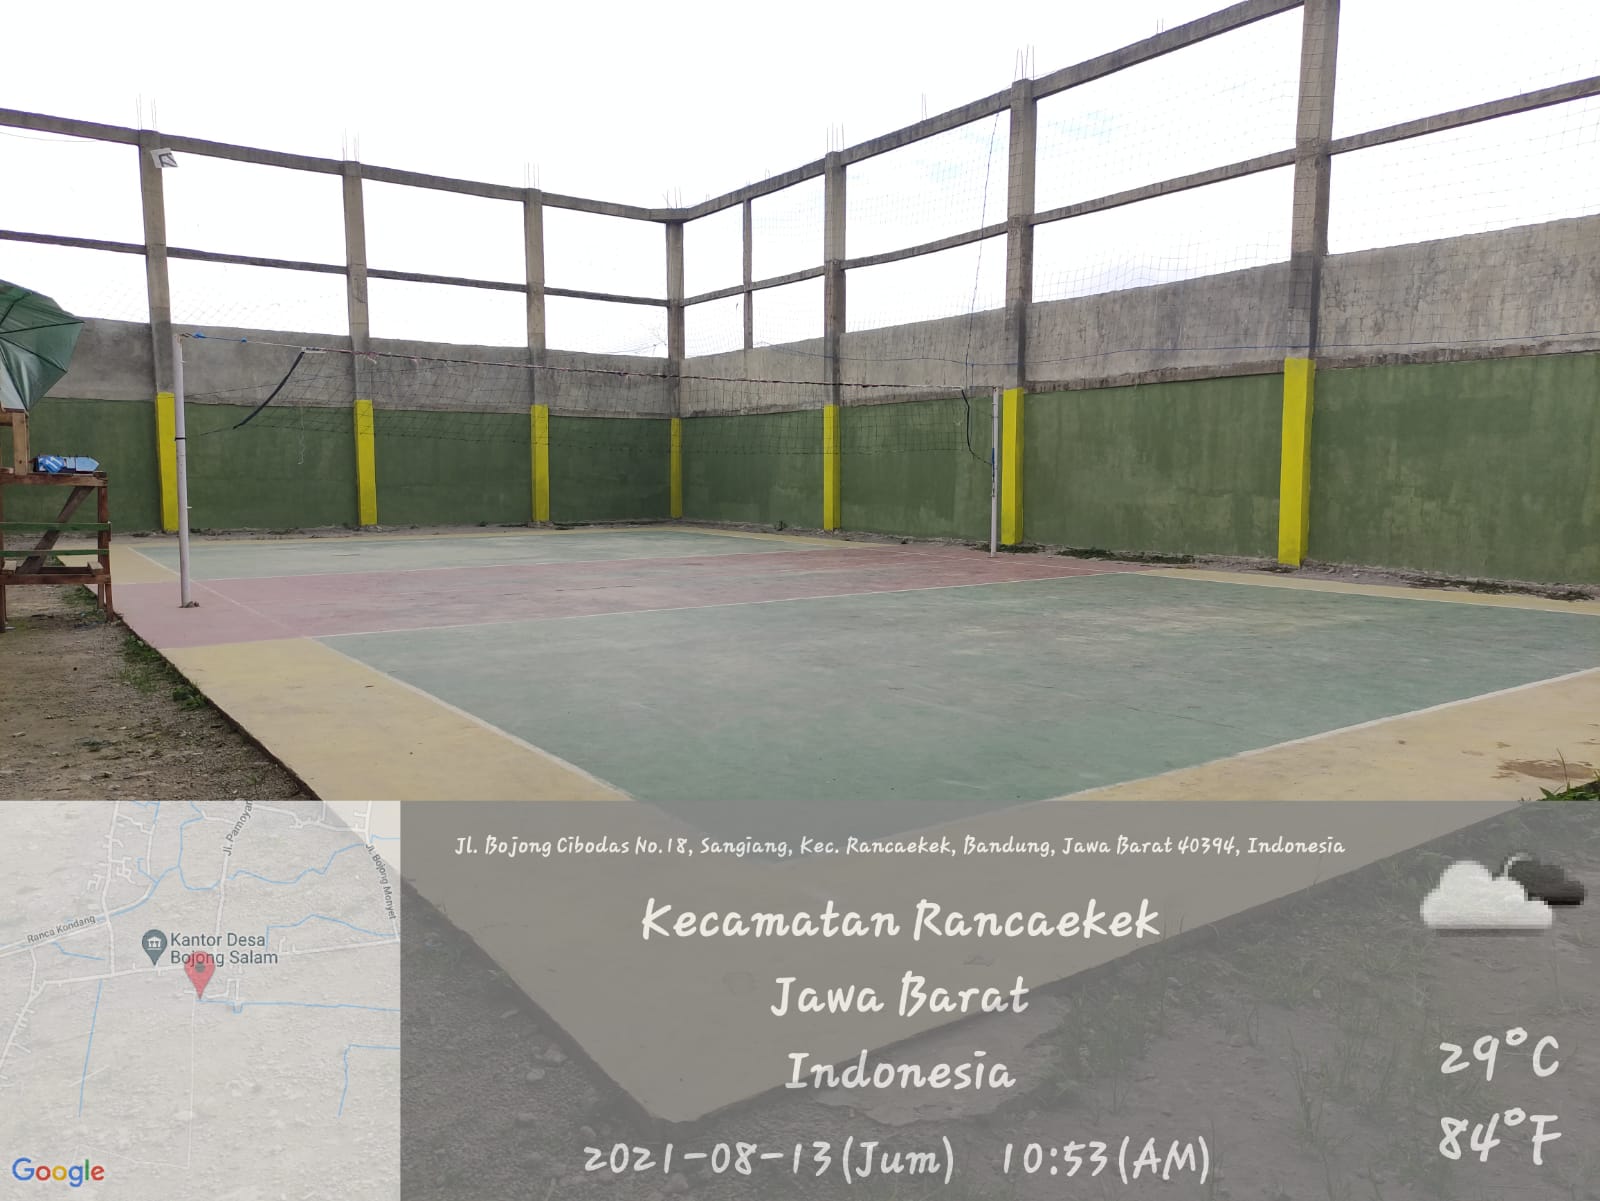 Jl. Bojong Cibodas No.18, Sangiang, Kec. Rancaekek, Bandung, Jawa Barat 40394, Indonesia
Kecamatan Rancaekek
Jawa Barat
Indonesia
2021-08-13(Jum) 10:53(AM)
29°C
84°F
Jl. Pamoyan
Jl. Bojong Monyet
Ranca Kondang
Kantor Desa
Bojong Salam
Google